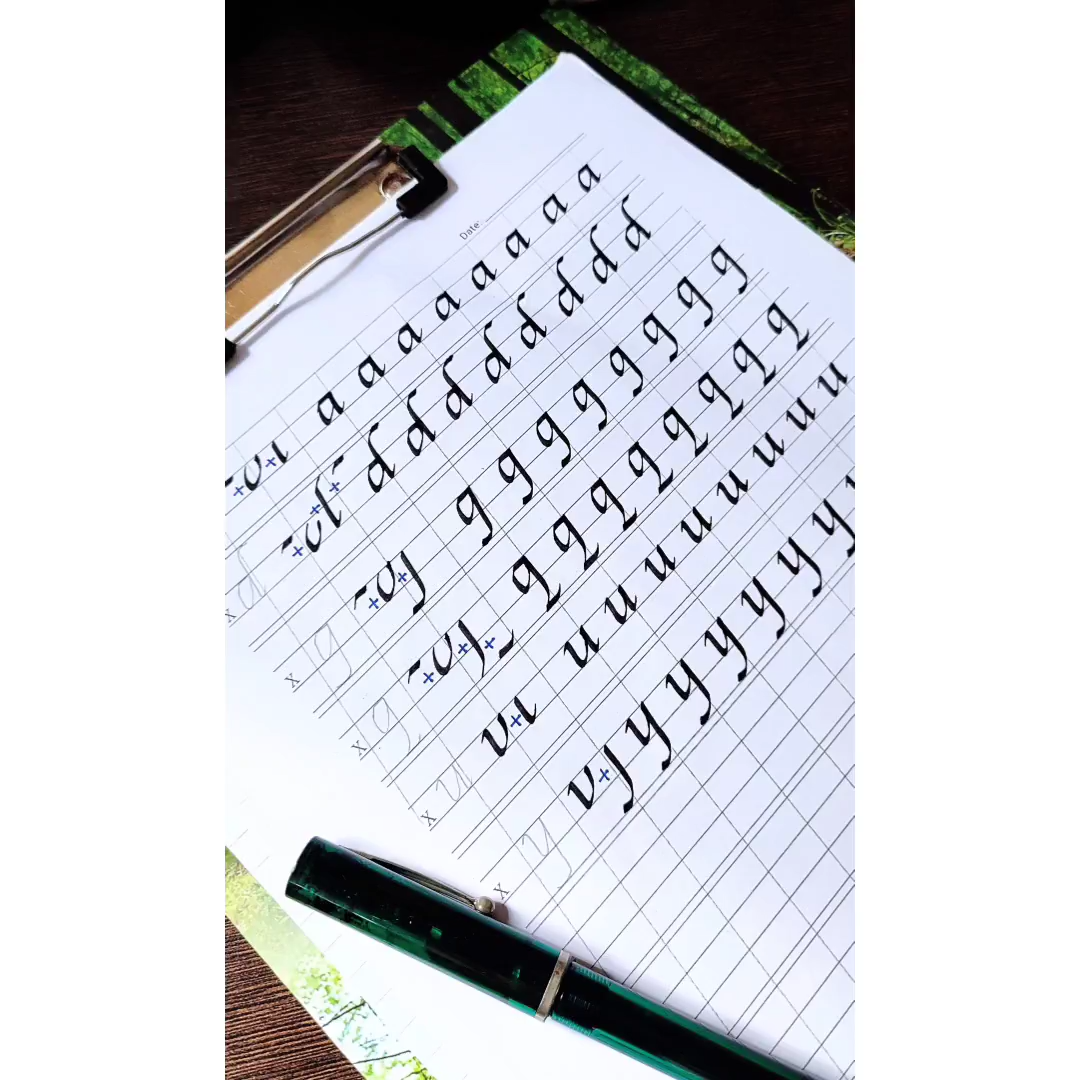 Date:
a a a a a a a a
x d d d d d d d d d
x g g g g g g g g g
x q q q q q q q q q
x u u u u u u u u u
x y y y y y y y